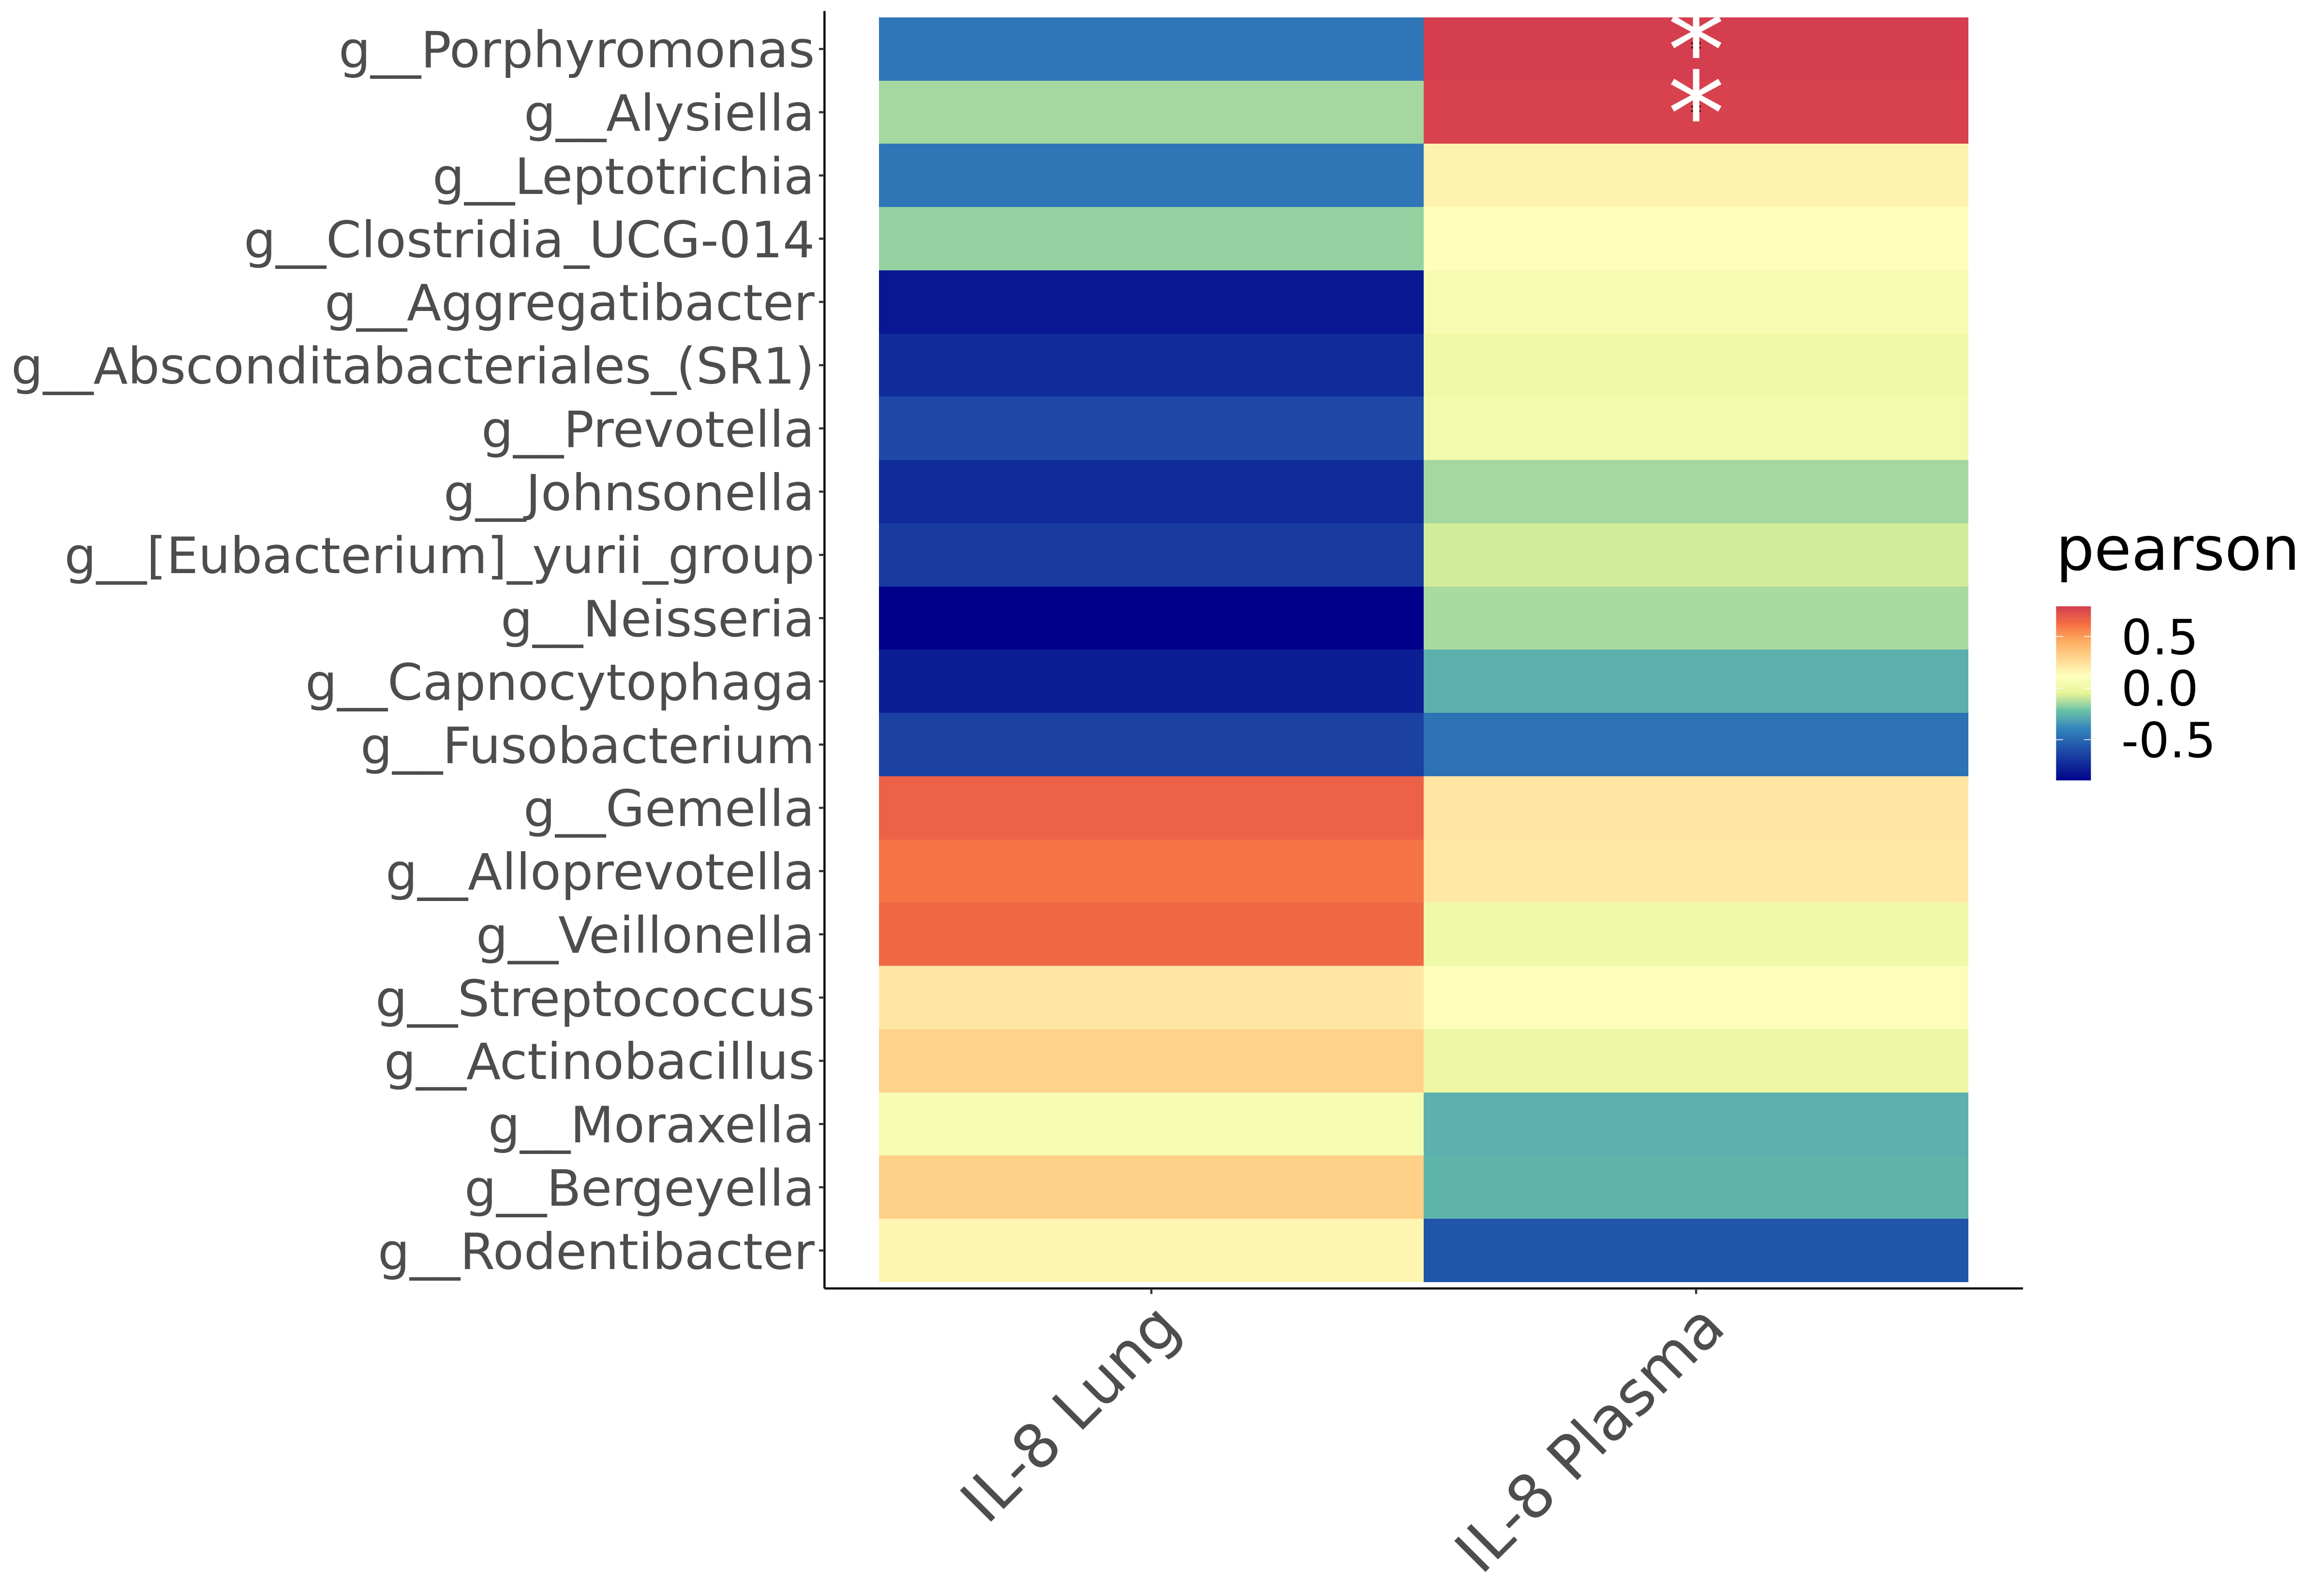 g__Porphyromonas
g__Alysiella
g__Leptotrichia
g__Clostridia_UCG-014
g__Aggregatibacter
g__Absconditabacteriales_(SR1)
g__Prevotella
g__Johnsonella
g__[Eubacterium]_yurii_group
g__Neisseria
g__Capnocytophaga
g__Fusobacterium
g__Gemella
g__Alloprevotella
g__Veillonella
g__Streptococcus
g__Actinobacillus
g__Moraxella
g__Bergeyella
g__Rodentibacter
*
*
IL-8 Lung
IL-8 Plasma
pearson
0.5
0.0
-0.5